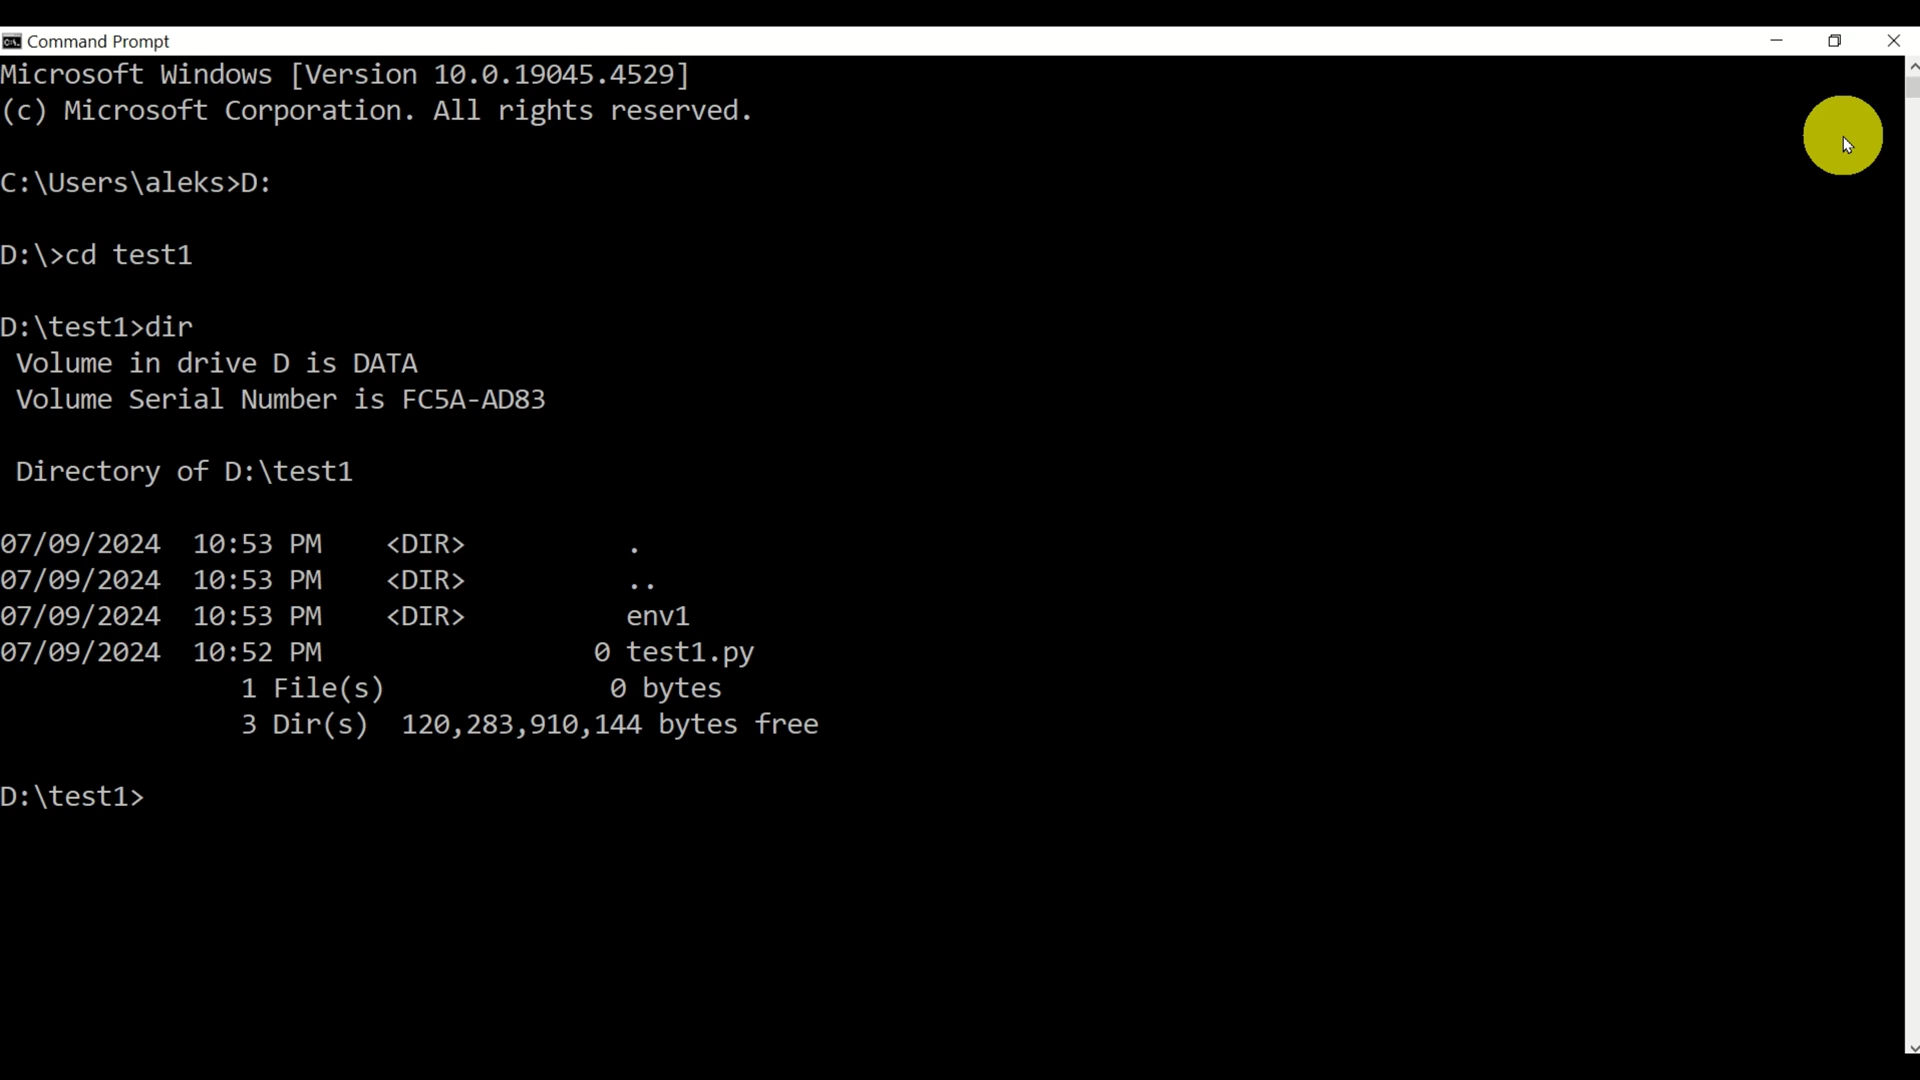 Command Prompt
Microsoft Windows [Version 10.0.19045.4529]
(c) Microsoft Corporation. All rights reserved.
C:\Users\aleks>D:
D:\>cd test1
D:\test1>dir
 Volume in drive D is DATA
 Volume Serial Number is FC5A-AD83
 Directory of D:\test1
07/09/2024  10:53 PM    <DIR>          .
07/09/2024  10:53 PM    <DIR>          ..
07/09/2024  10:53 PM    <DIR>          env1
07/09/2024  10:52 PM                 0 test1.py
               1 File(s)              0 bytes
               3 Dir(s)  120,283,910,144 bytes free
D:\test1>